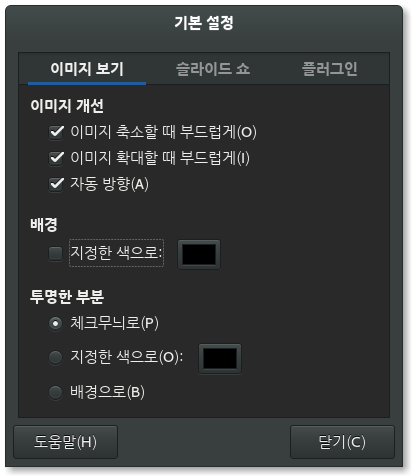 기본 설정
이미지 보기 슬라이드 쇼 플러그인
이미지 개선
이미지 축소할 때 부드럽게(O)
이미지 확대할 때 부드럽게(I)
자동 방향(A)
배경
지정한 색으로:
투명한 부분
체크무늬로(P)
지정한 색으로(O):
배경으로(B)
도움말(H) 닫기(C)